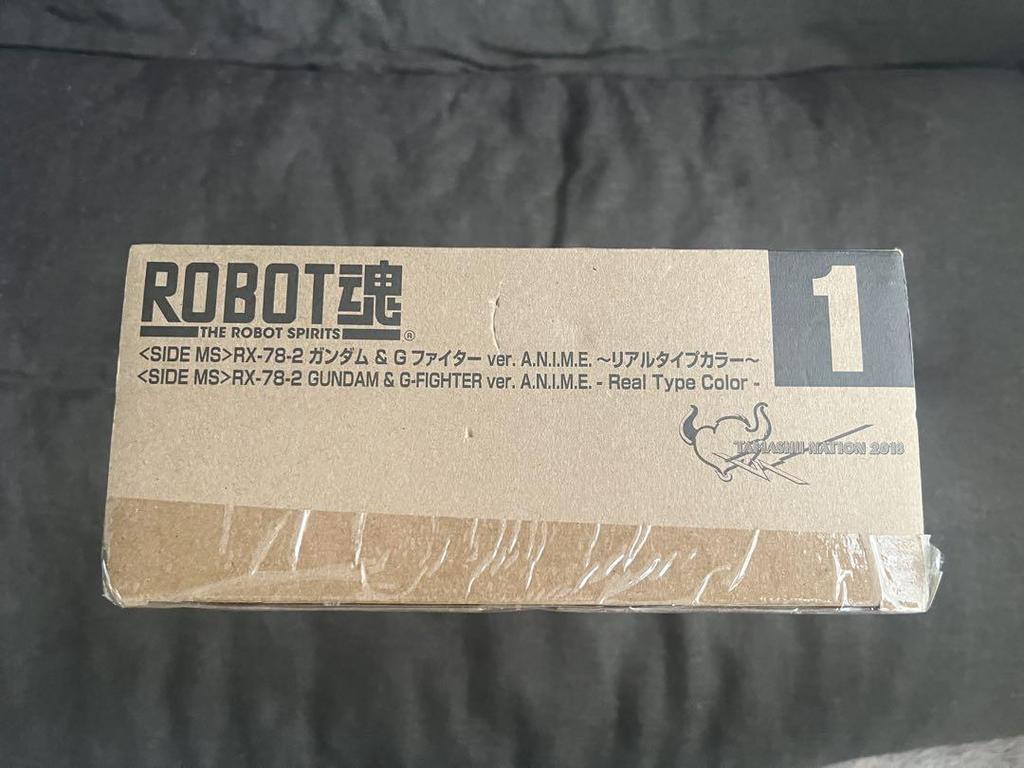 ROBOT魂
THE ROBOT SPIRITS ®
1
<SIDE MS>RX-78-2 ガンダム & G ファイター ver. A.N.I.M.E. ～リアルタイプカラー～
<SIDE MS>RX-78-2 GUNDAM & G-FIGHTER ver. A.N.I.M.E. - Real Type Color -
TAMASHII NATION 2018